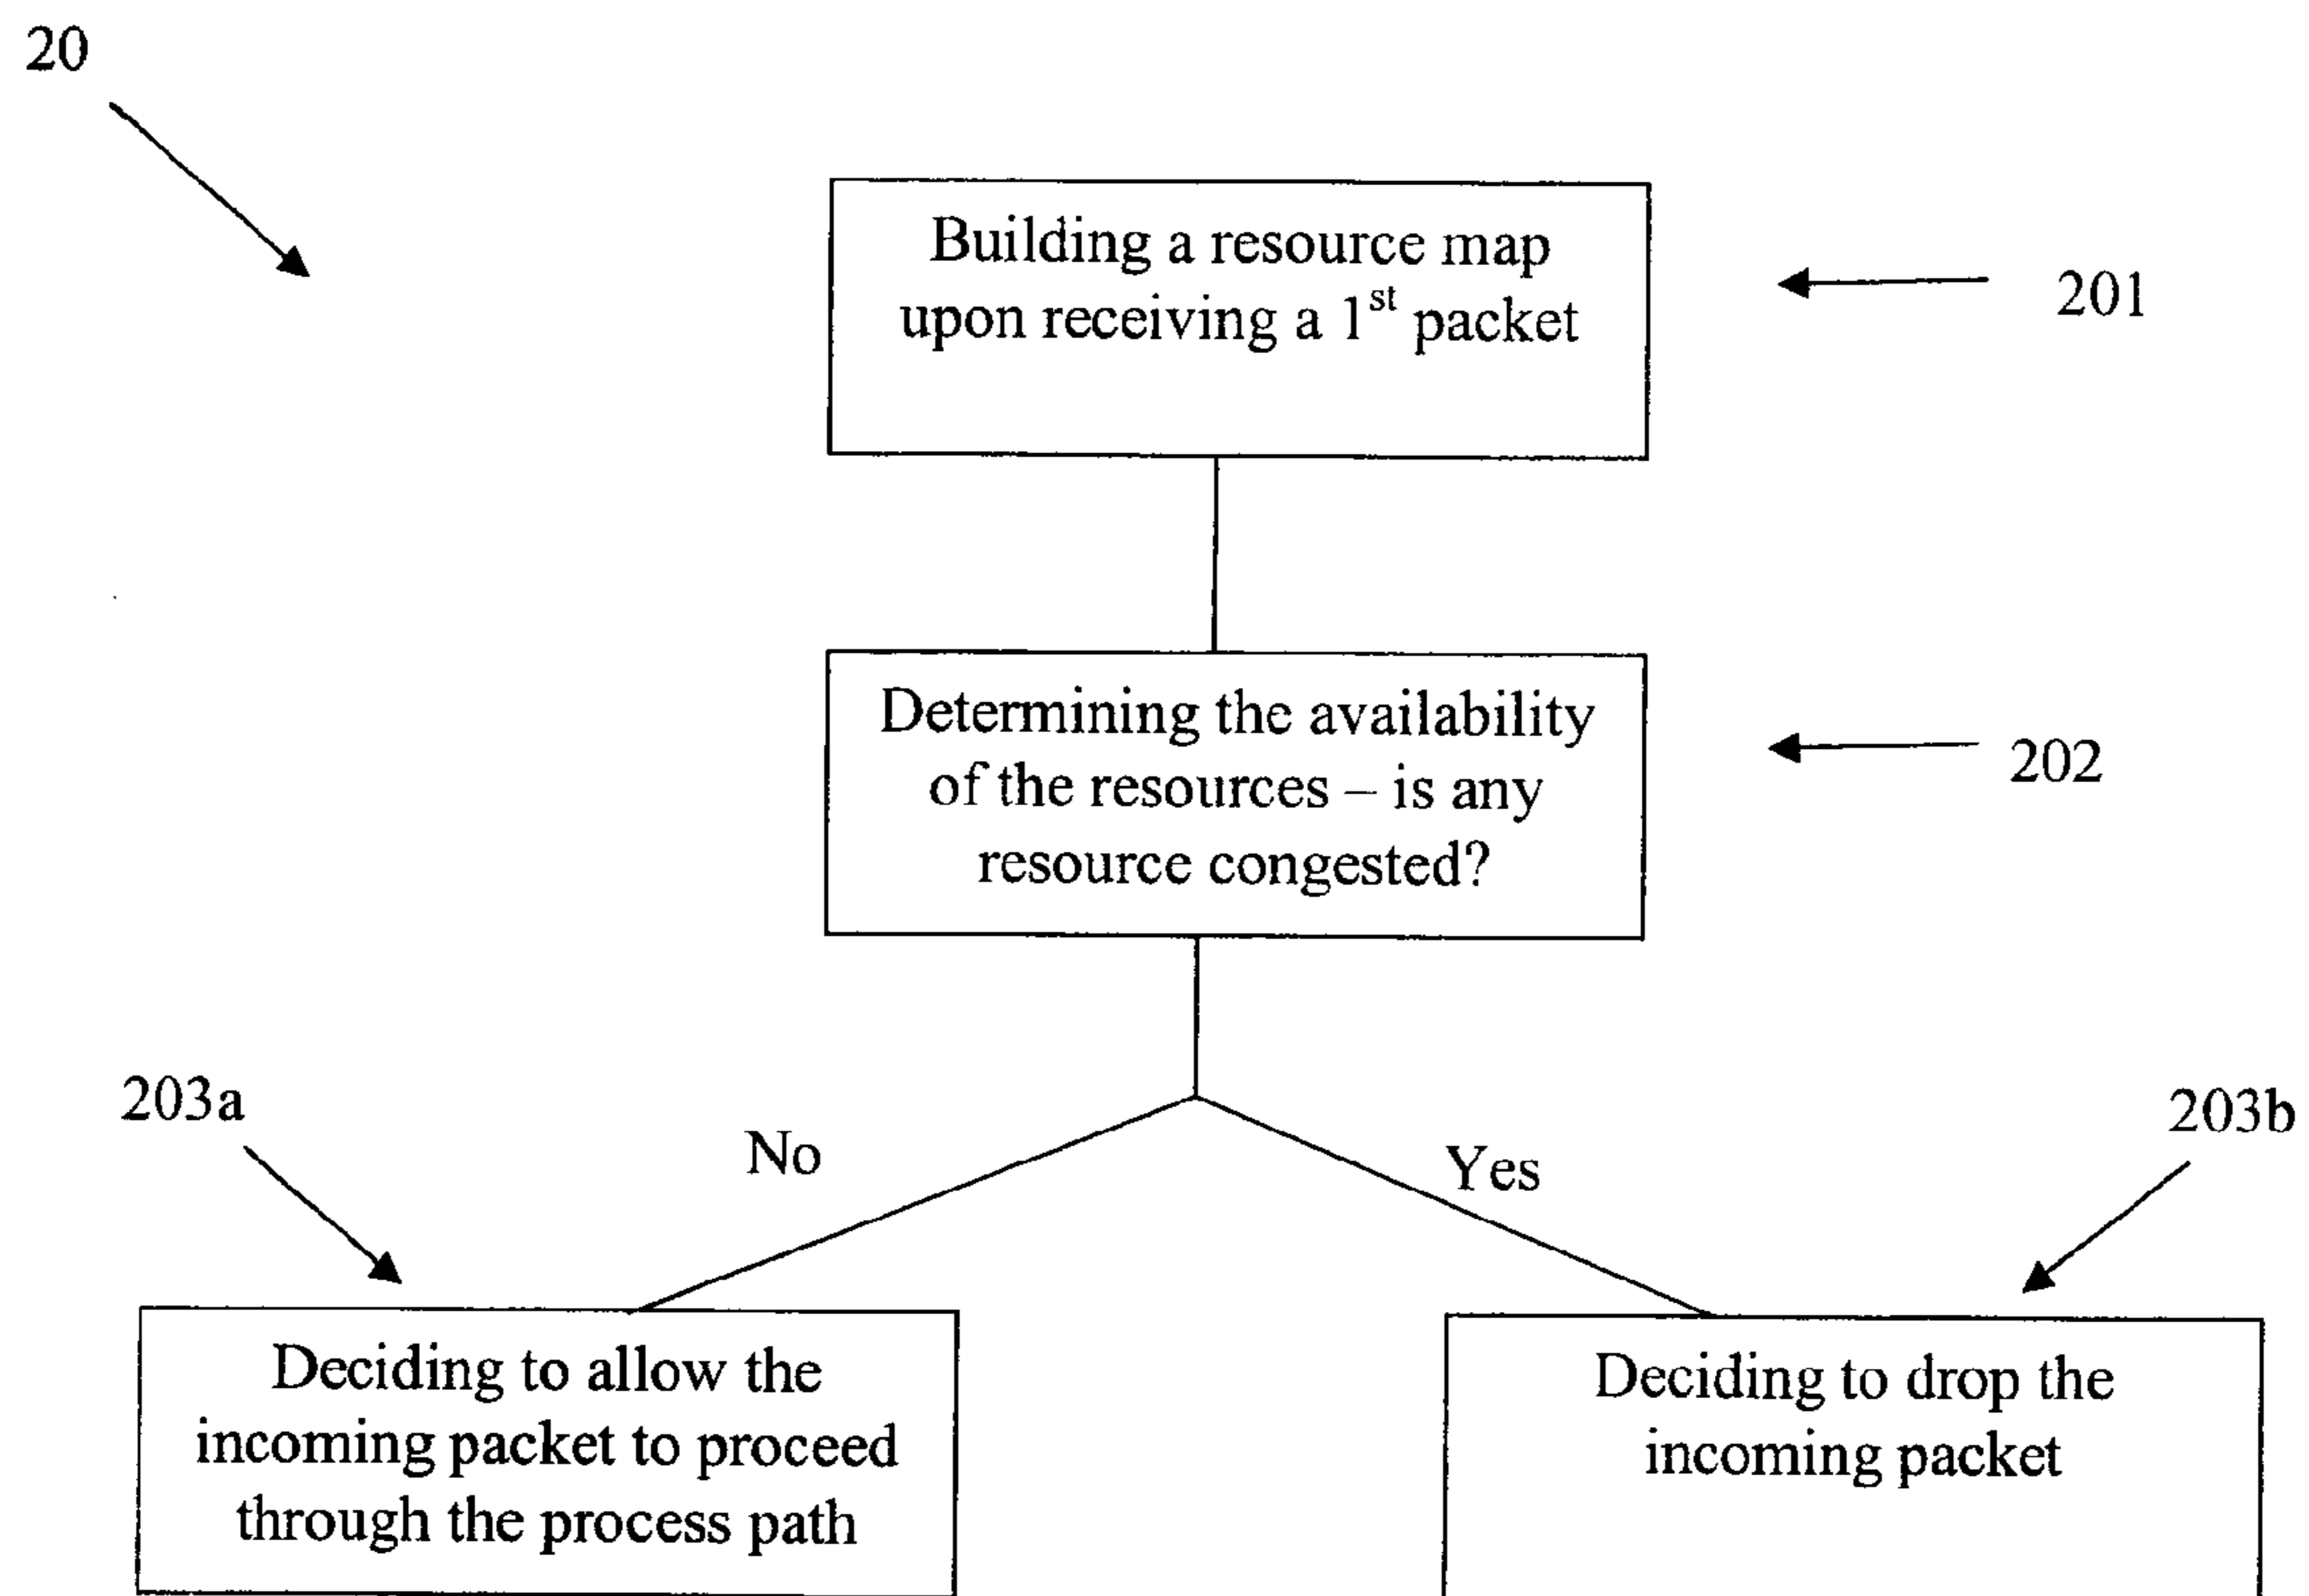 20
Building a resource map
upon receiving a 1st packet
201
Determining the availability
of the resources – is any
resource congested?
202
203a
No
Yes
203b
Deciding to allow the
incoming packet to proceed
through the process path
Deciding to drop the
incoming packet